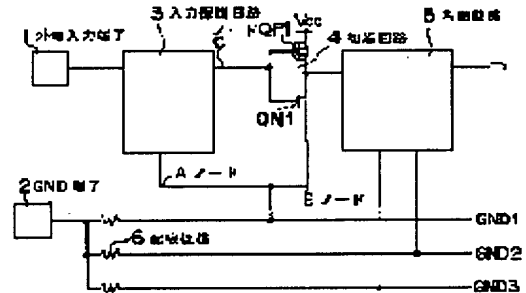 1 外部入力端子
3 入力保護回路
C
QP1
Vcc
4 初段回路
5 内部回路
QN1
A ノード
B ノード
2 GND 端子
6 配線抵抗
GND1
GND2
GND3